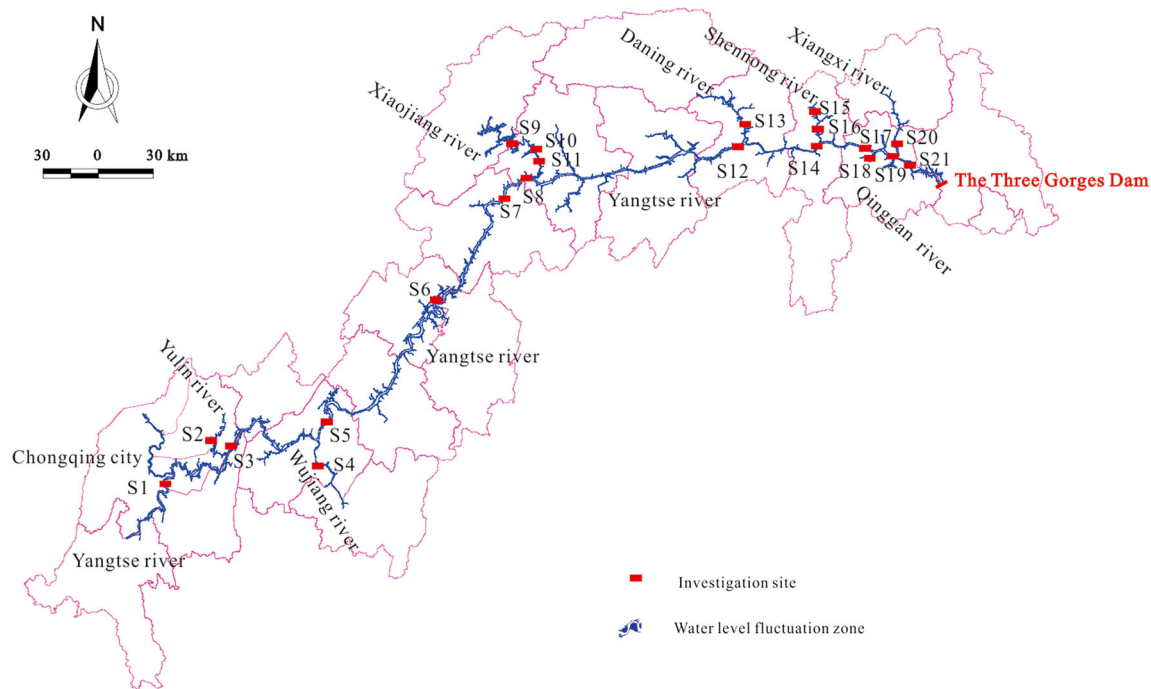 N
30 0 30 km
Daning river
Shennong river
Xiangxi river
Xiaojiang river
S15
S9
S10
S13
S16
S17
S20
S11
S12
S14
S18
S19
S21
The Three Gorges Dam
S8
S7
Yangtse river
Qinggan river
S6
Yangtse river
Yulin river
S2
S5
Chongqing city
S3
S4
S1
Wujiang river
Yangtse river
Investigation site
Water level fluctuation zone